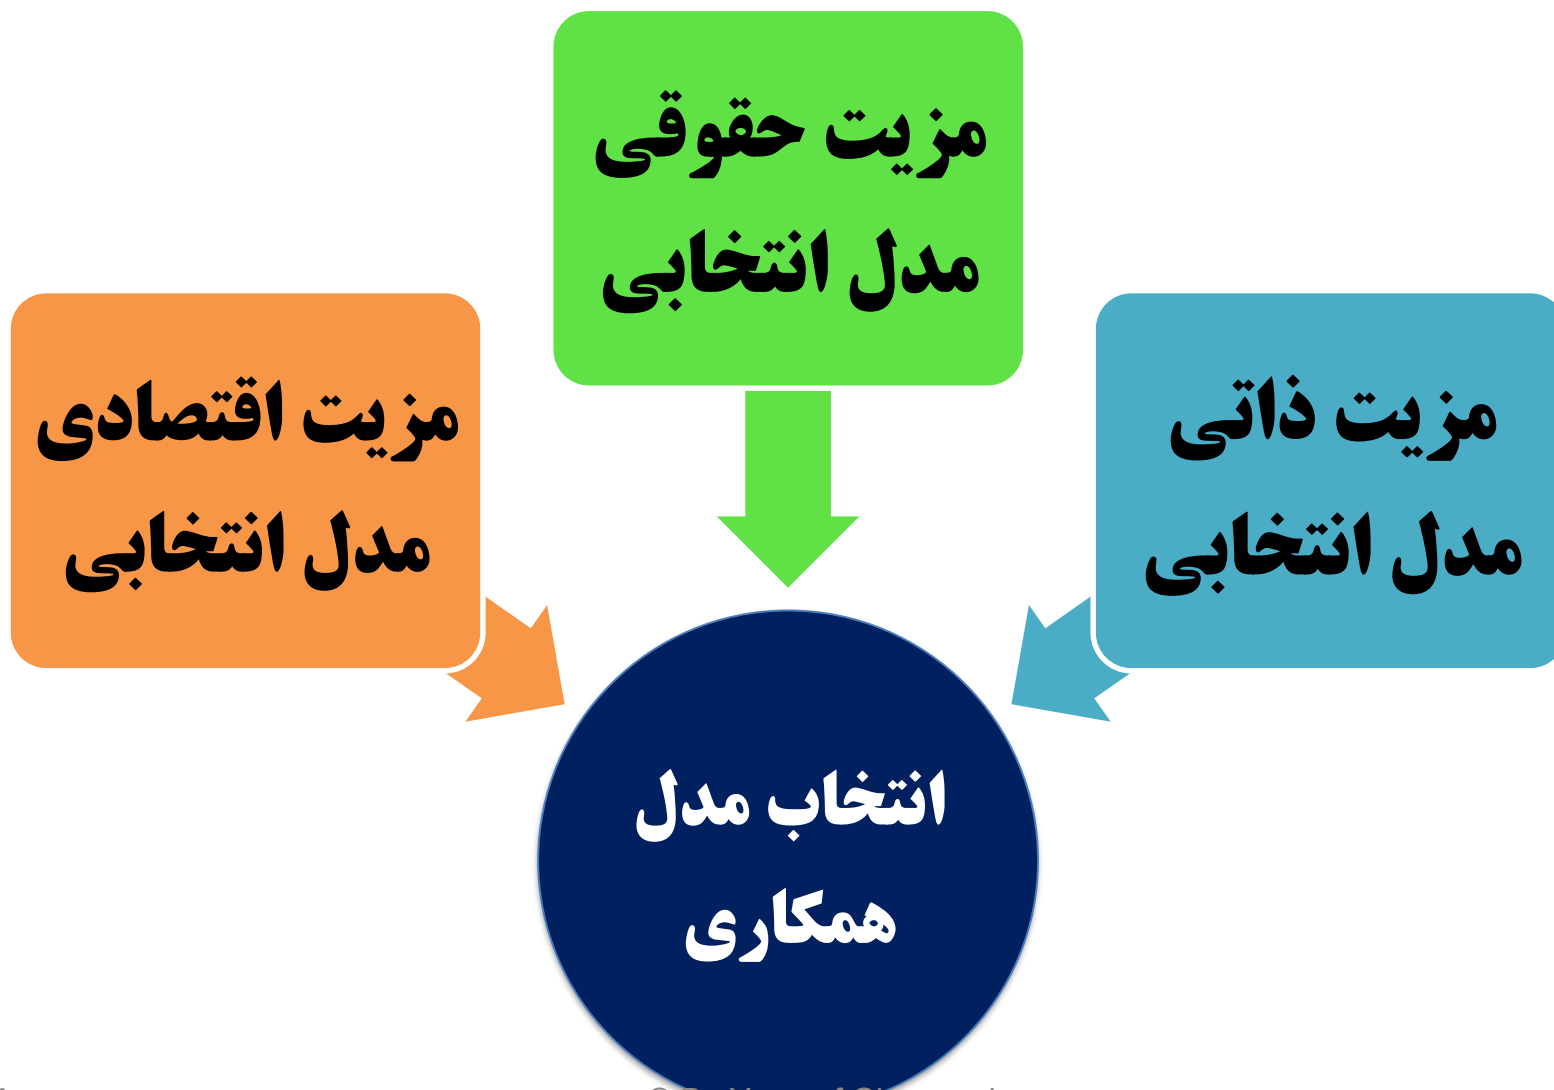 مزیت حقوقی
مدل انتخابی
مزیت ذاتی
مدل انتخابی
مزیت اقتصادی
مدل انتخابی
انتخاب مدل
همکاری